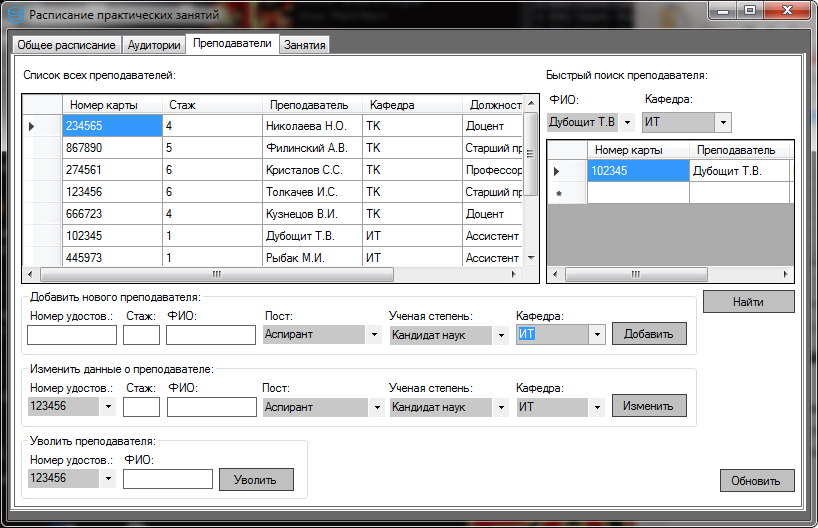 Расписание практических занятий
Общее расписание Аудитории Преподаватели Занятия
Список всех преподавателей:
Номер карты Стаж Преподаватель Кафедра Должност
234565 4 Николаева Н.О. ТК Доцент
867890 5 Филинский А.В. ТК Старший пр
274561 6 Кристалов С.С. ТК Профессор
123456 6 Толкачев И.С. ТК Старший пр
666723 4 Кузнецов В.И. ТК Доцент
102345 1 Дубощит Т.В. ИТ Ассистент
445973 1 Рыбак М.И. ИТ Ассистент
Быстрый поиск преподавателя:
ФИО: Кафедра:
Дубощит Т.В ИТ
Номер карты Преподаватель
102345 Дубощит Т.В.
Найти
Добавить нового преподавателя:
Номер удостов.: Стаж: ФИО: Пост: Ученая степень: Кафедра:
Аспирант Кандидат наук ИТ Добавить
Изменить данные о преподавателе:
Номер удостов.: Стаж: ФИО: Пост: Ученая степень: Кафедра:
123456 Аспирант Кандидат наук ИТ Изменить
Уволить преподавателя:
Номер удостов.: ФИО:
123456 Уволить
Обновить